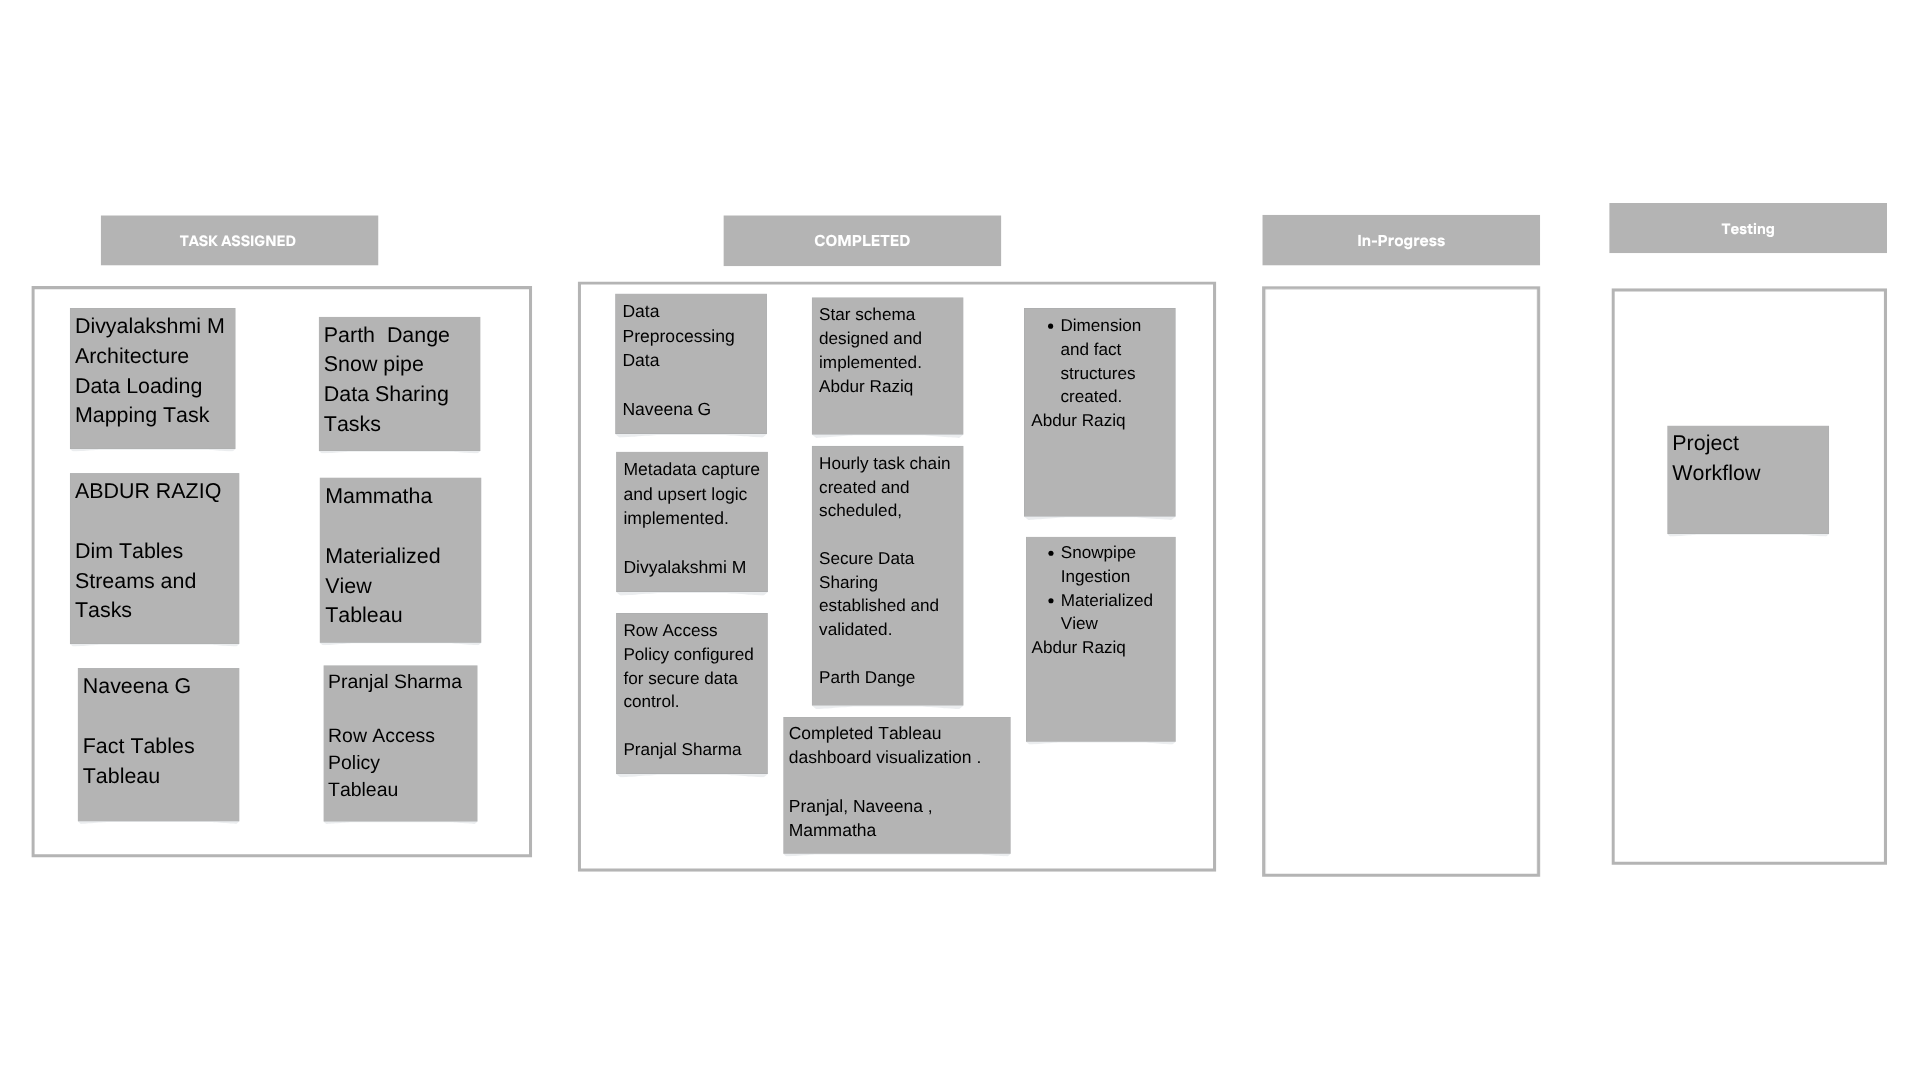 TASK ASSIGNED
Divyalakshmi M
Architecture
Data Loading
Mapping Task
Parth  Dange
Snow pipe
Data Sharing
Tasks
ABDUR RAZIQ
Dim Tables
Streams and
Tasks
Mammatha
Materialized
View
Tableau
Naveena G
Fact Tables
Tableau
Pranjal Sharma
Row Access
Policy
Tableau
COMPLETED
Data
Preprocessing
Data
Naveena G
Metadata capture
and upsert logic
implemented.
Divyalakshmi M
Row Access
Policy configured
for secure data
control.
Pranjal Sharma
Star schema
designed and
implemented.
Abdur Raziq
Hourly task chain
created and
scheduled,
Secure Data
Sharing
established and
validated.
Parth Dange
Completed Tableau
dashboard visualization .
Pranjal, Naveena ,
Mammatha
• Dimension
and fact
structures
created.
Abdur Raziq
• Snowpipe
Ingestion
• Materialized
View
Abdur Raziq
In-Progress
Testing
Project
Workflow